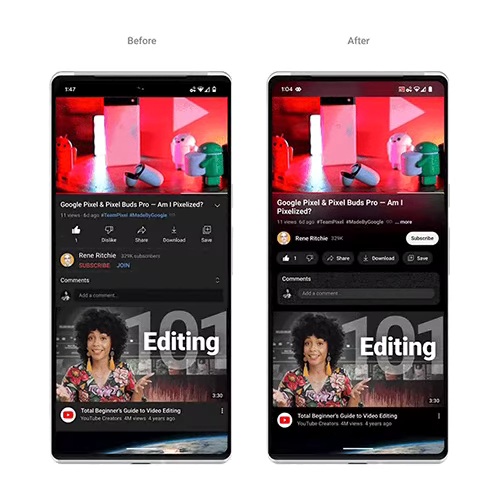 Before
1:47
Google Pixel & Pixel Buds Pro — Am I Pixelized?
11 views · 6d ago #TeamPixel #MadeByGoogle
1
Dislike
Share
Download
Save
Rene Ritchie 329K subscribers
SUBSCRIBE JOIN
Comments
Add a comment...
101
Editing
3:30
Total Beginner's Guide to Video Editing
YouTube Creators 4M views 4 years ago
After
1:04
Google Pixel & Pixel Buds Pro — Am I
Pixelized?
11 views 6d ago #TeamPixel #MadeByGoogle ... more
Rene Ritchie 329K
Subscribe
1
Share
Download
Save
Comments
Add a comment...
101
Editing
3:30
Total Beginner's Guide to Video Editing
YouTube Creators 4M views 4 years ago